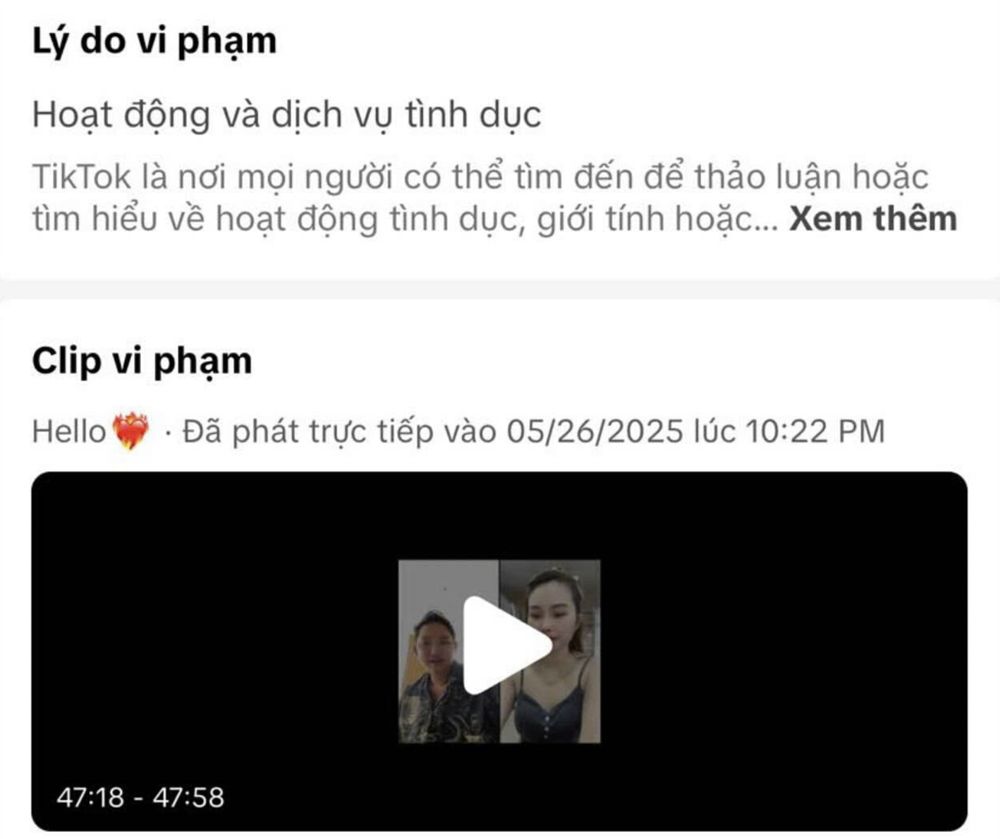 Lý do vi phạm
Hoạt động và dịch vụ tình dục
TikTok là nơi mọi người có thể tìm đến để thảo luận hoặc
tìm hiểu về hoạt động tình dục, giới tính hoặc... Xem thêm
Clip vi phạm
Hello❤️‍🔥 · Đã phát trực tiếp vào 05/26/2025 lúc 10:22 PM
47:18 - 47:58